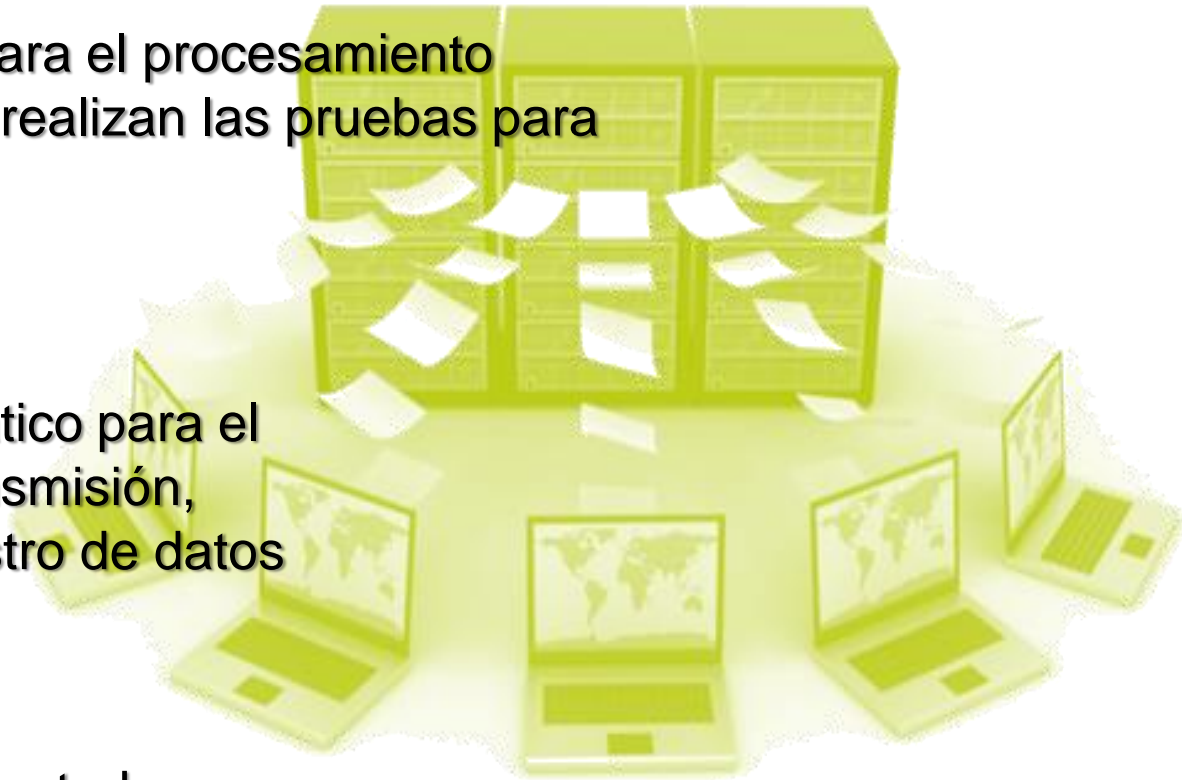 ara el procesamiento
realizan las pruebas para
tico para el
smisión,
stro de datos